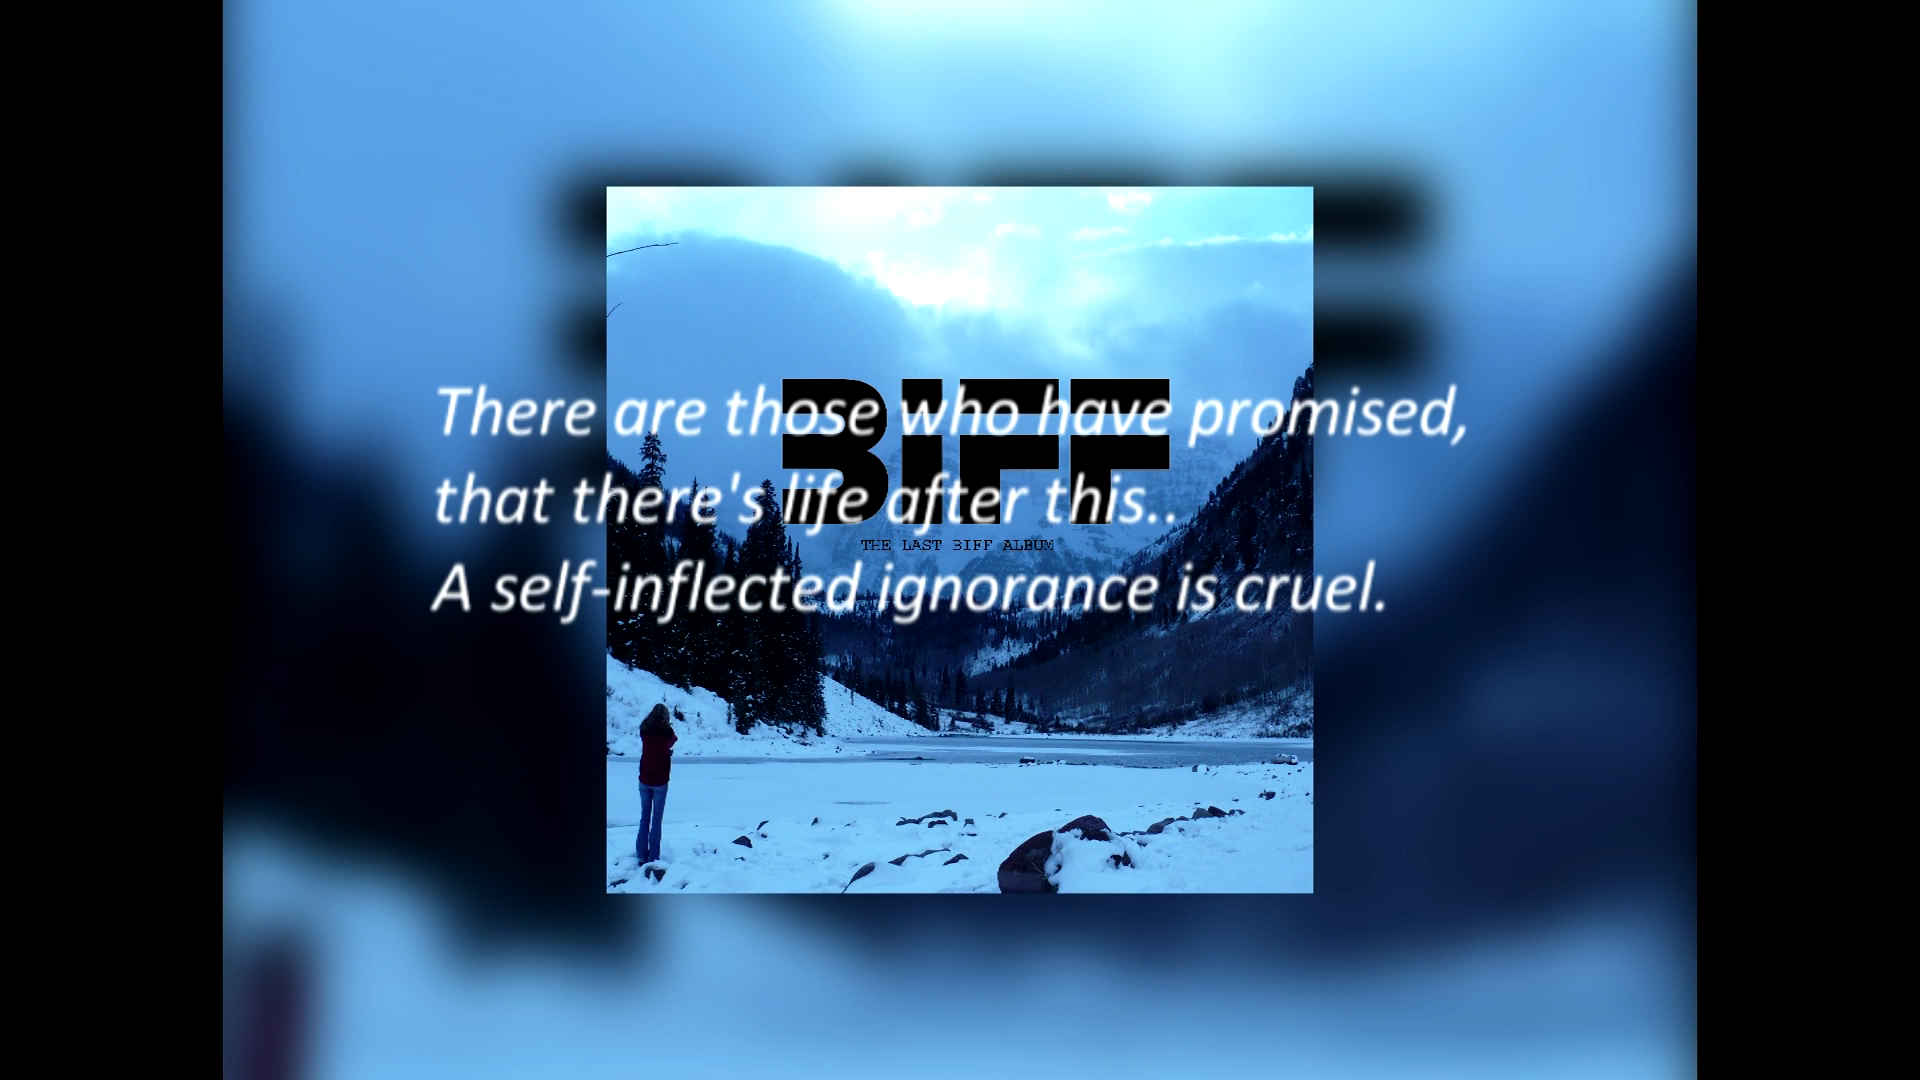 There are those who have promised,
BIFF
that there's life after this..
THE LAST BIFF ALBUM
A self-inflected ignorance is cruel.